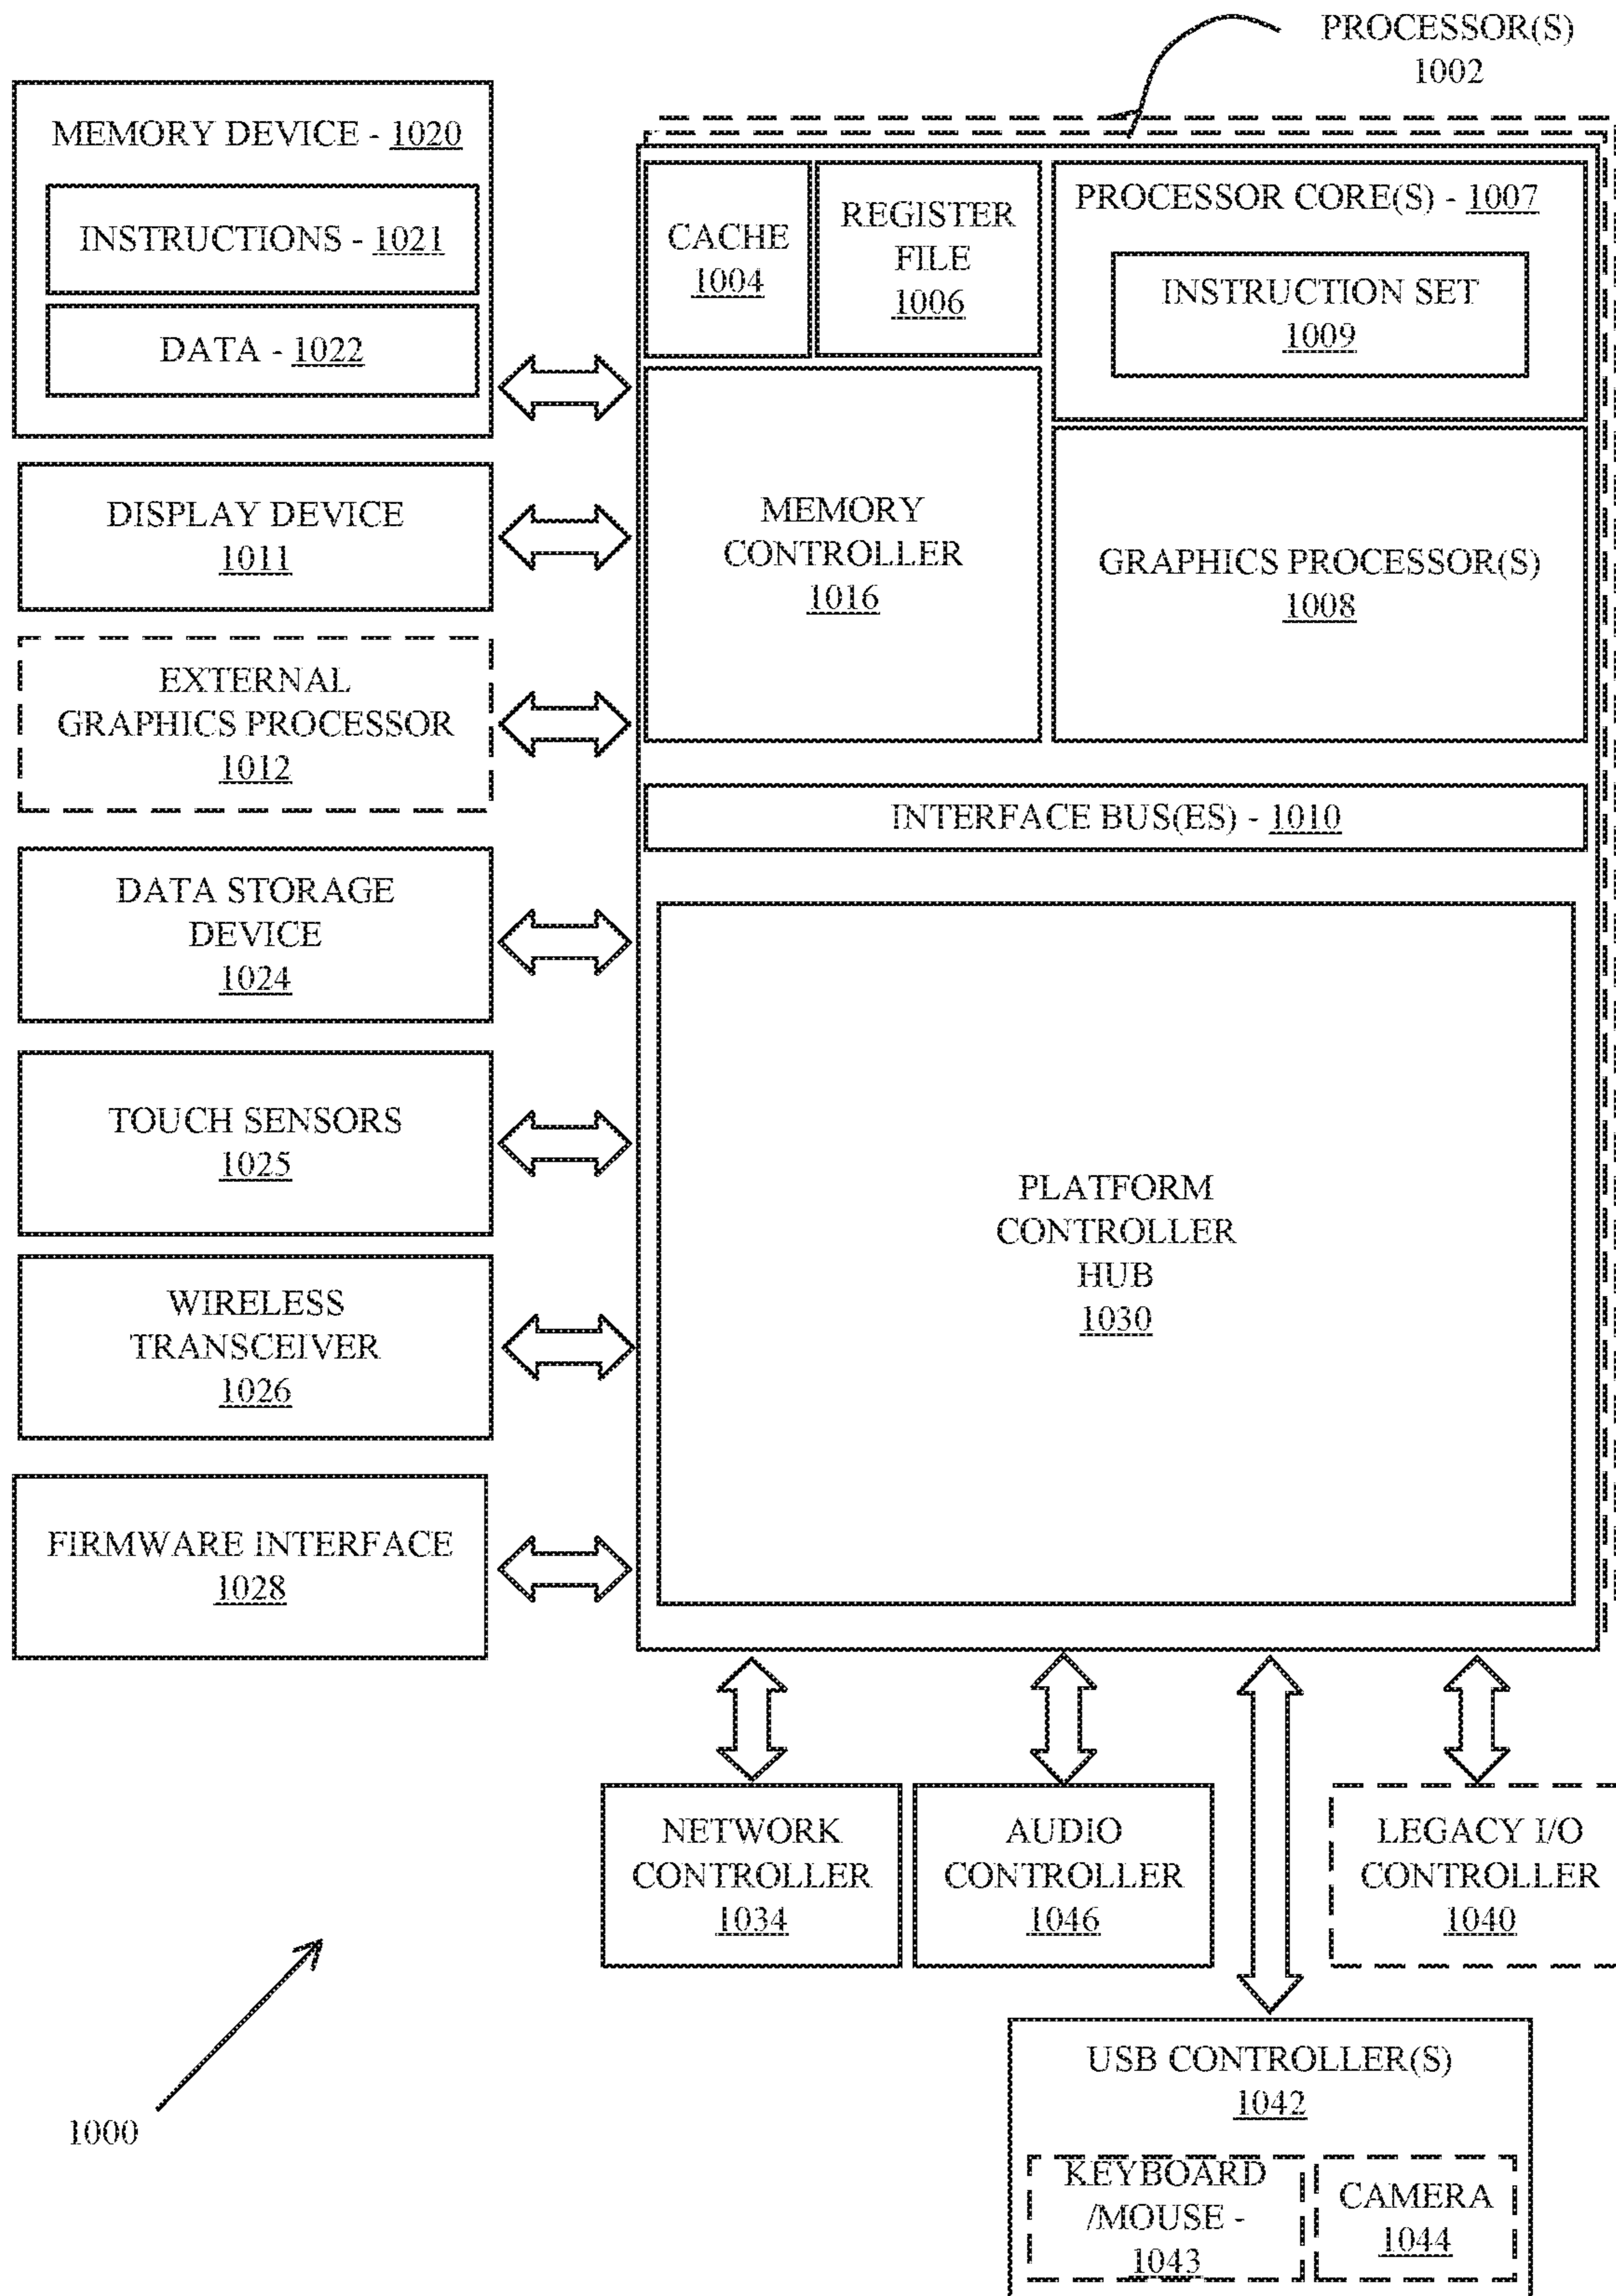 PROCESSOR(S)
1002
MEMORY DEVICE - 1020
INSTRUCTIONS - 1021
DATA - 1022
DISPLAY DEVICE
1011
EXTERNAL
GRAPHICS PROCESSOR
1012
DATA STORAGE
DEVICE
1024
TOUCH SENSORS
1025
WIRELESS
TRANSCEIVER
1026
FIRMWARE INTERFACE
1028
CACHE
1004
REGISTER
FILE
1006
PROCESSOR CORE(S) - 1007
INSTRUCTION SET
1009
MEMORY
CONTROLLER
1016
GRAPHICS PROCESSOR(S)
1008
INTERFACE BUS(ES) - 1010
PLATFORM
CONTROLLER
HUB
1030
NETWORK
CONTROLLER
1034
AUDIO
CONTROLLER
1046
LEGACY I/O
CONTROLLER
1040
USB CONTROLLER(S)
1042
KEYBOARD
/MOUSE -
1043
CAMERA
1044
1000